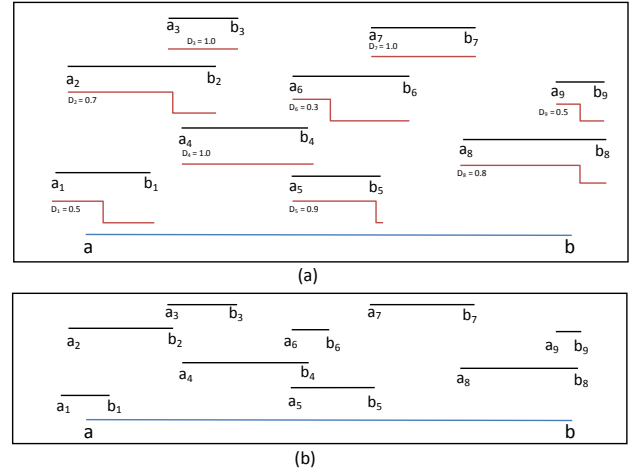 a3 b3
D3 = 1.0
a7 b7
D7 = 1.0
a2 b2
D2 = 0.7
a6 b6
D6 = 0.3
a9 b9
D9 = 0.5
a4 b4
D4 = 1.0
a8 b8
D8 = 0.8
a1 b1
D1 = 0.5
a5 b5
D5 = 0.9
a b
(a)
a3 b3
a7 b7
a2 b2
a6 b6
a9 b9
a4 b4
a8 b8
a1 b1
a5 b5
a b
(b)